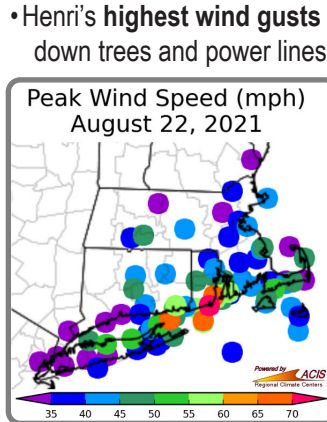 • Henri's highest wind gusts
down trees and power lines
Peak Wind Speed (mph)
August 22, 2021
Powered by ACIS
Regional Climate Centers
35 40 45 50 55 60 65 70